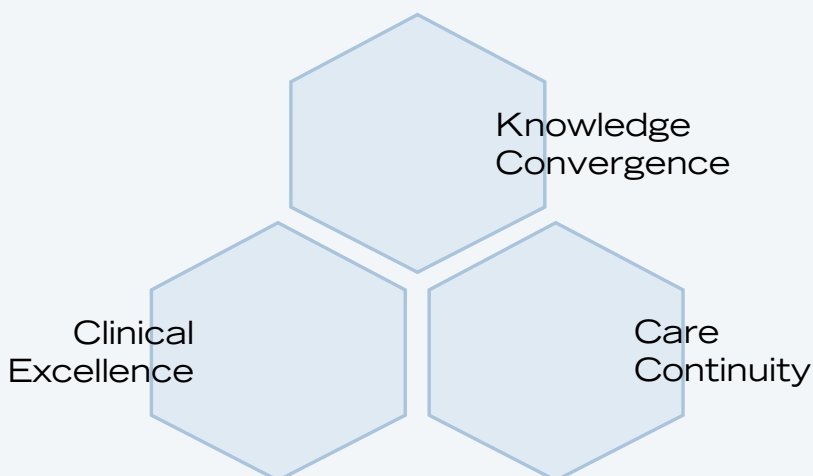 Knowledge
Convergence
Clinical
Excellence
Care
Continuity